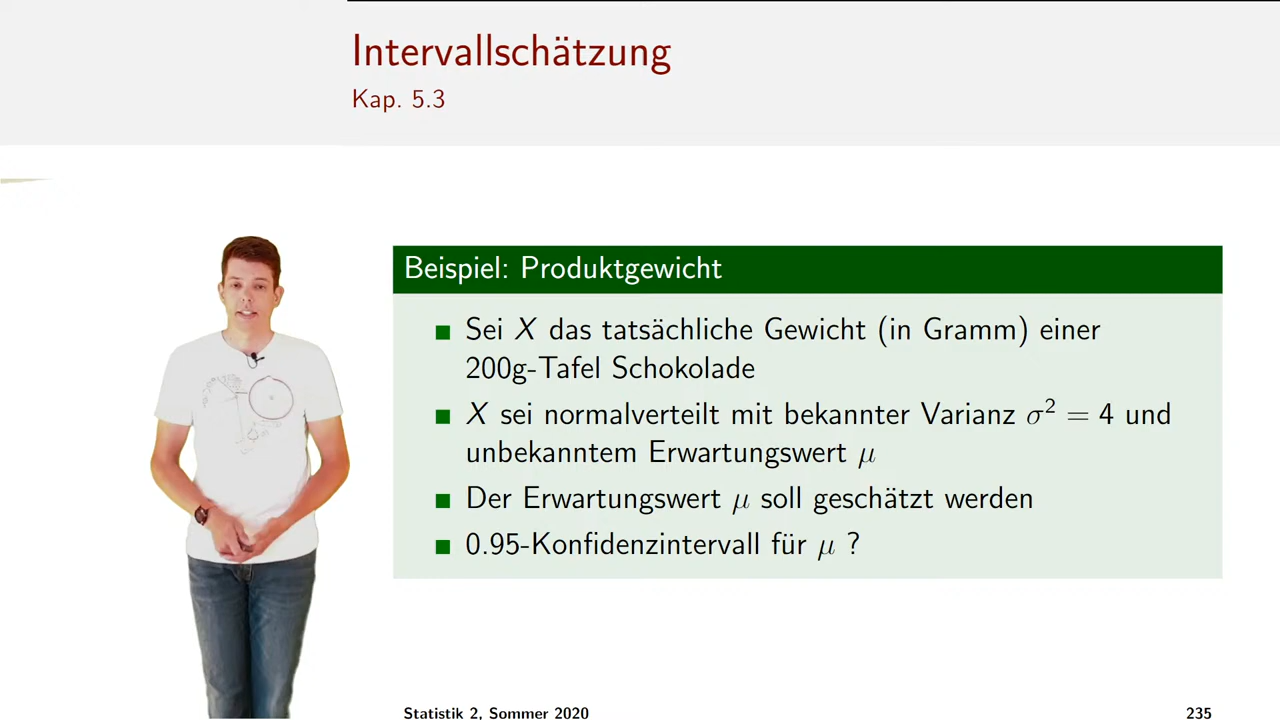 Intervallschätzung
Kap. 5.3
Beispiel: Produktgewicht
Sei X das tatsächliche Gewicht (in Gramm) einer
200g-Tafel Schokolade
X sei normalverteilt mit bekannter Varianz σ² = 4 und
unbekanntem Erwartungswert μ
Der Erwartungswert μ soll geschätzt werden
0.95-Konfidenzintervall für μ ?
Statistik 2, Sommer 2020
235